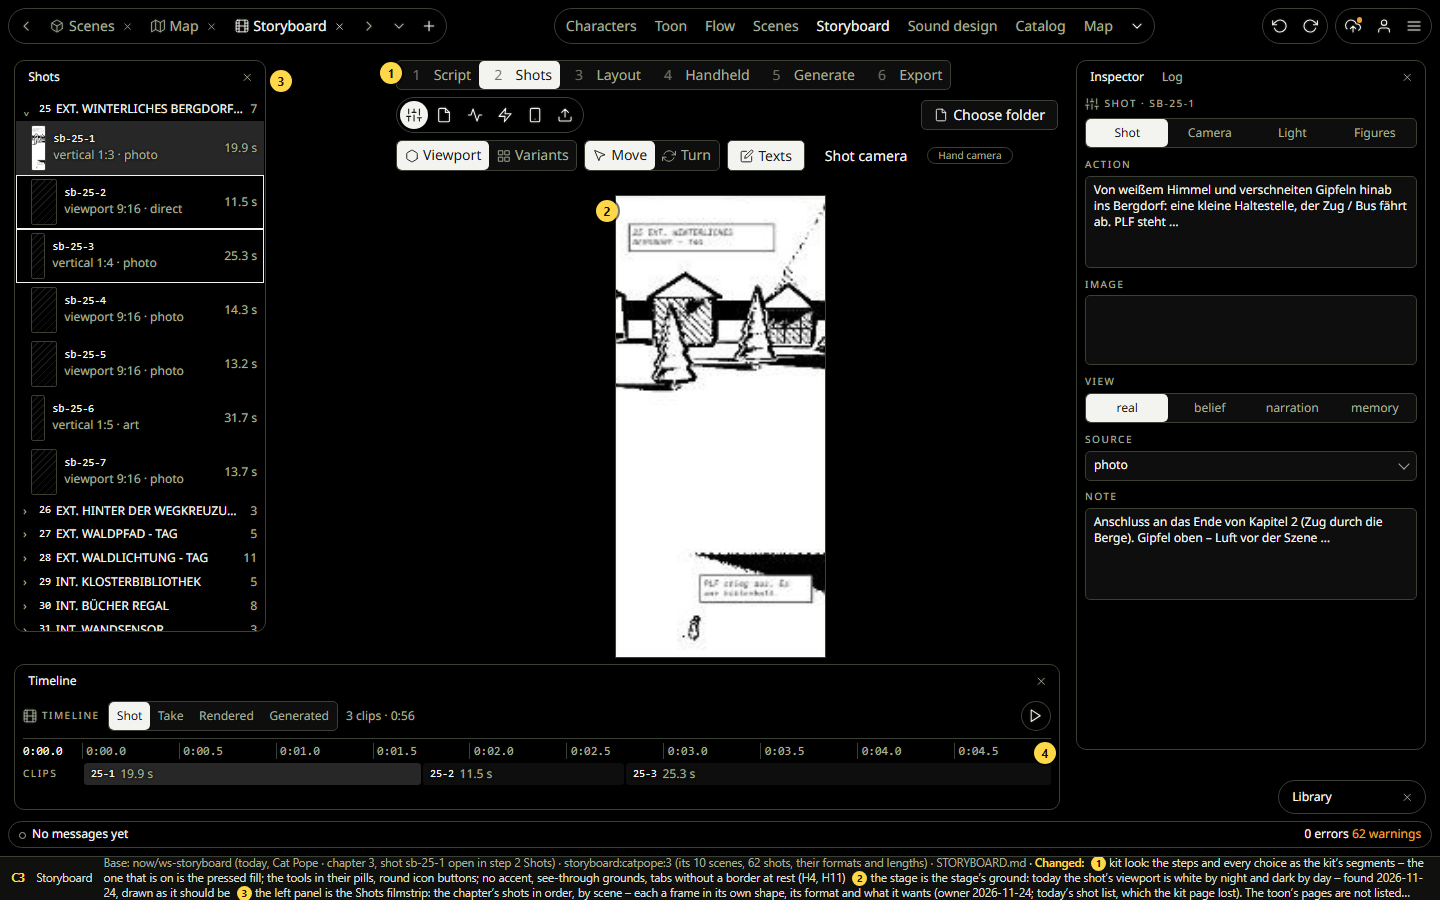 Scenes
Map
Storyboard
Characters
Toon
Flow
Scenes
Storyboard
Sound design
Catalog
Map
Shots
3
25 EXT. WINTERLICHES BERGDORF... 7
sb-25-1
vertical 1:3 · photo
19.9 s
sb-25-2
viewport 9:16 · direct
11.5 s
sb-25-3
vertical 1:4 · photo
25.3 s
sb-25-4
viewport 9:16 · photo
14.3 s
sb-25-5
viewport 9:16 · photo
13.2 s
sb-25-6
vertical 1:5 · art
31.7 s
sb-25-7
viewport 9:16 · photo
13.7 s
26 EXT. HINTER DER WEGKREUZU... 3
27 EXT. WALDPFAD - TAG 5
28 EXT. WALDLICHTUNG - TAG 11
29 INT. KLOSTERBIBLIOTHEK 5
30 INT. BÜCHER REGAL 8
31 INT. WANDSENSOR 3
1
1 Script
2 Shots
3 Layout
4 Handheld
5 Generate
6 Export
Choose folder
Viewport
Variants
Move
Turn
Texts
Shot camera
Hand camera
2
25 EXT. WINTERLICHES
BERGDORF - TAG
Inspector
Log
SHOT · SB-25-1
Shot
Camera
Light
Figures
ACTION
Von weißem Himmel und verschneiten Gipfeln hinab
ins Bergdorf: eine kleine Haltestelle, der Zug / Bus fährt
ab. PLF steht ...
IMAGE
VIEW
real
belief
narration
memory
SOURCE
photo
NOTE
Anschluss an das Ende von Kapitel 2 (Zug durch die
Berge). Gipfel oben – Luft vor der Szene ...
Timeline
TIMELINE
Shot
Take
Rendered
Generated
3 clips · 0:56
0:00.0
0:00.0
0:00.5
0:01.0
0:01.5
0:02.0
0:02.5
0:03.0
0:03.5
0:04.0
0:04.5
4
CLIPS
25-1 19.9 s
25-2 11.5 s
25-3 25.3 s
Library
No messages yet
0 errors 62 warnings
C3 Storyboard
Base: now/ws-storyboard (today, Cat Pope · chapter 3, shot sb-25-1 open in step 2 Shots) · storyboard:catpope:3 (its 10 scenes, 62 shots, their formats and lengths) · STORYBOARD.md · Changed: 1 kit look: the steps and every choice as the kit's segments – the
one that is on is the pressed fill; the tools in their pills, round icon buttons; no accent, see-through grounds, tabs without a border at rest (H4, H11) 2 the stage is the stage's ground: today the shot's viewport is white by night and dark by day – found 2026-11-
24, drawn as it should be 3 the left panel is the Shots filmstrip: the chapter's shots in order, by scene – each a frame in its own shape, its format and what it wants (owner 2026-11-24; today's shot list, which the kit page lost). The toon's pages are not listed...